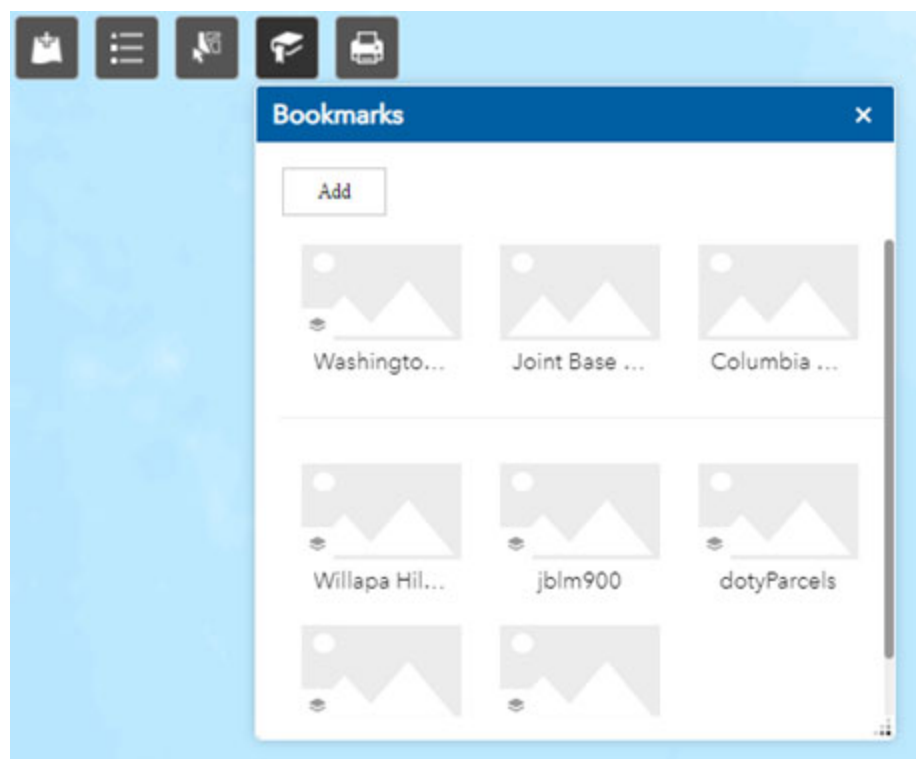 Bookmarks
Add
Washingto...
Joint Base ...
Columbia ...
Willapa Hil...
jblm900
dotyParcels